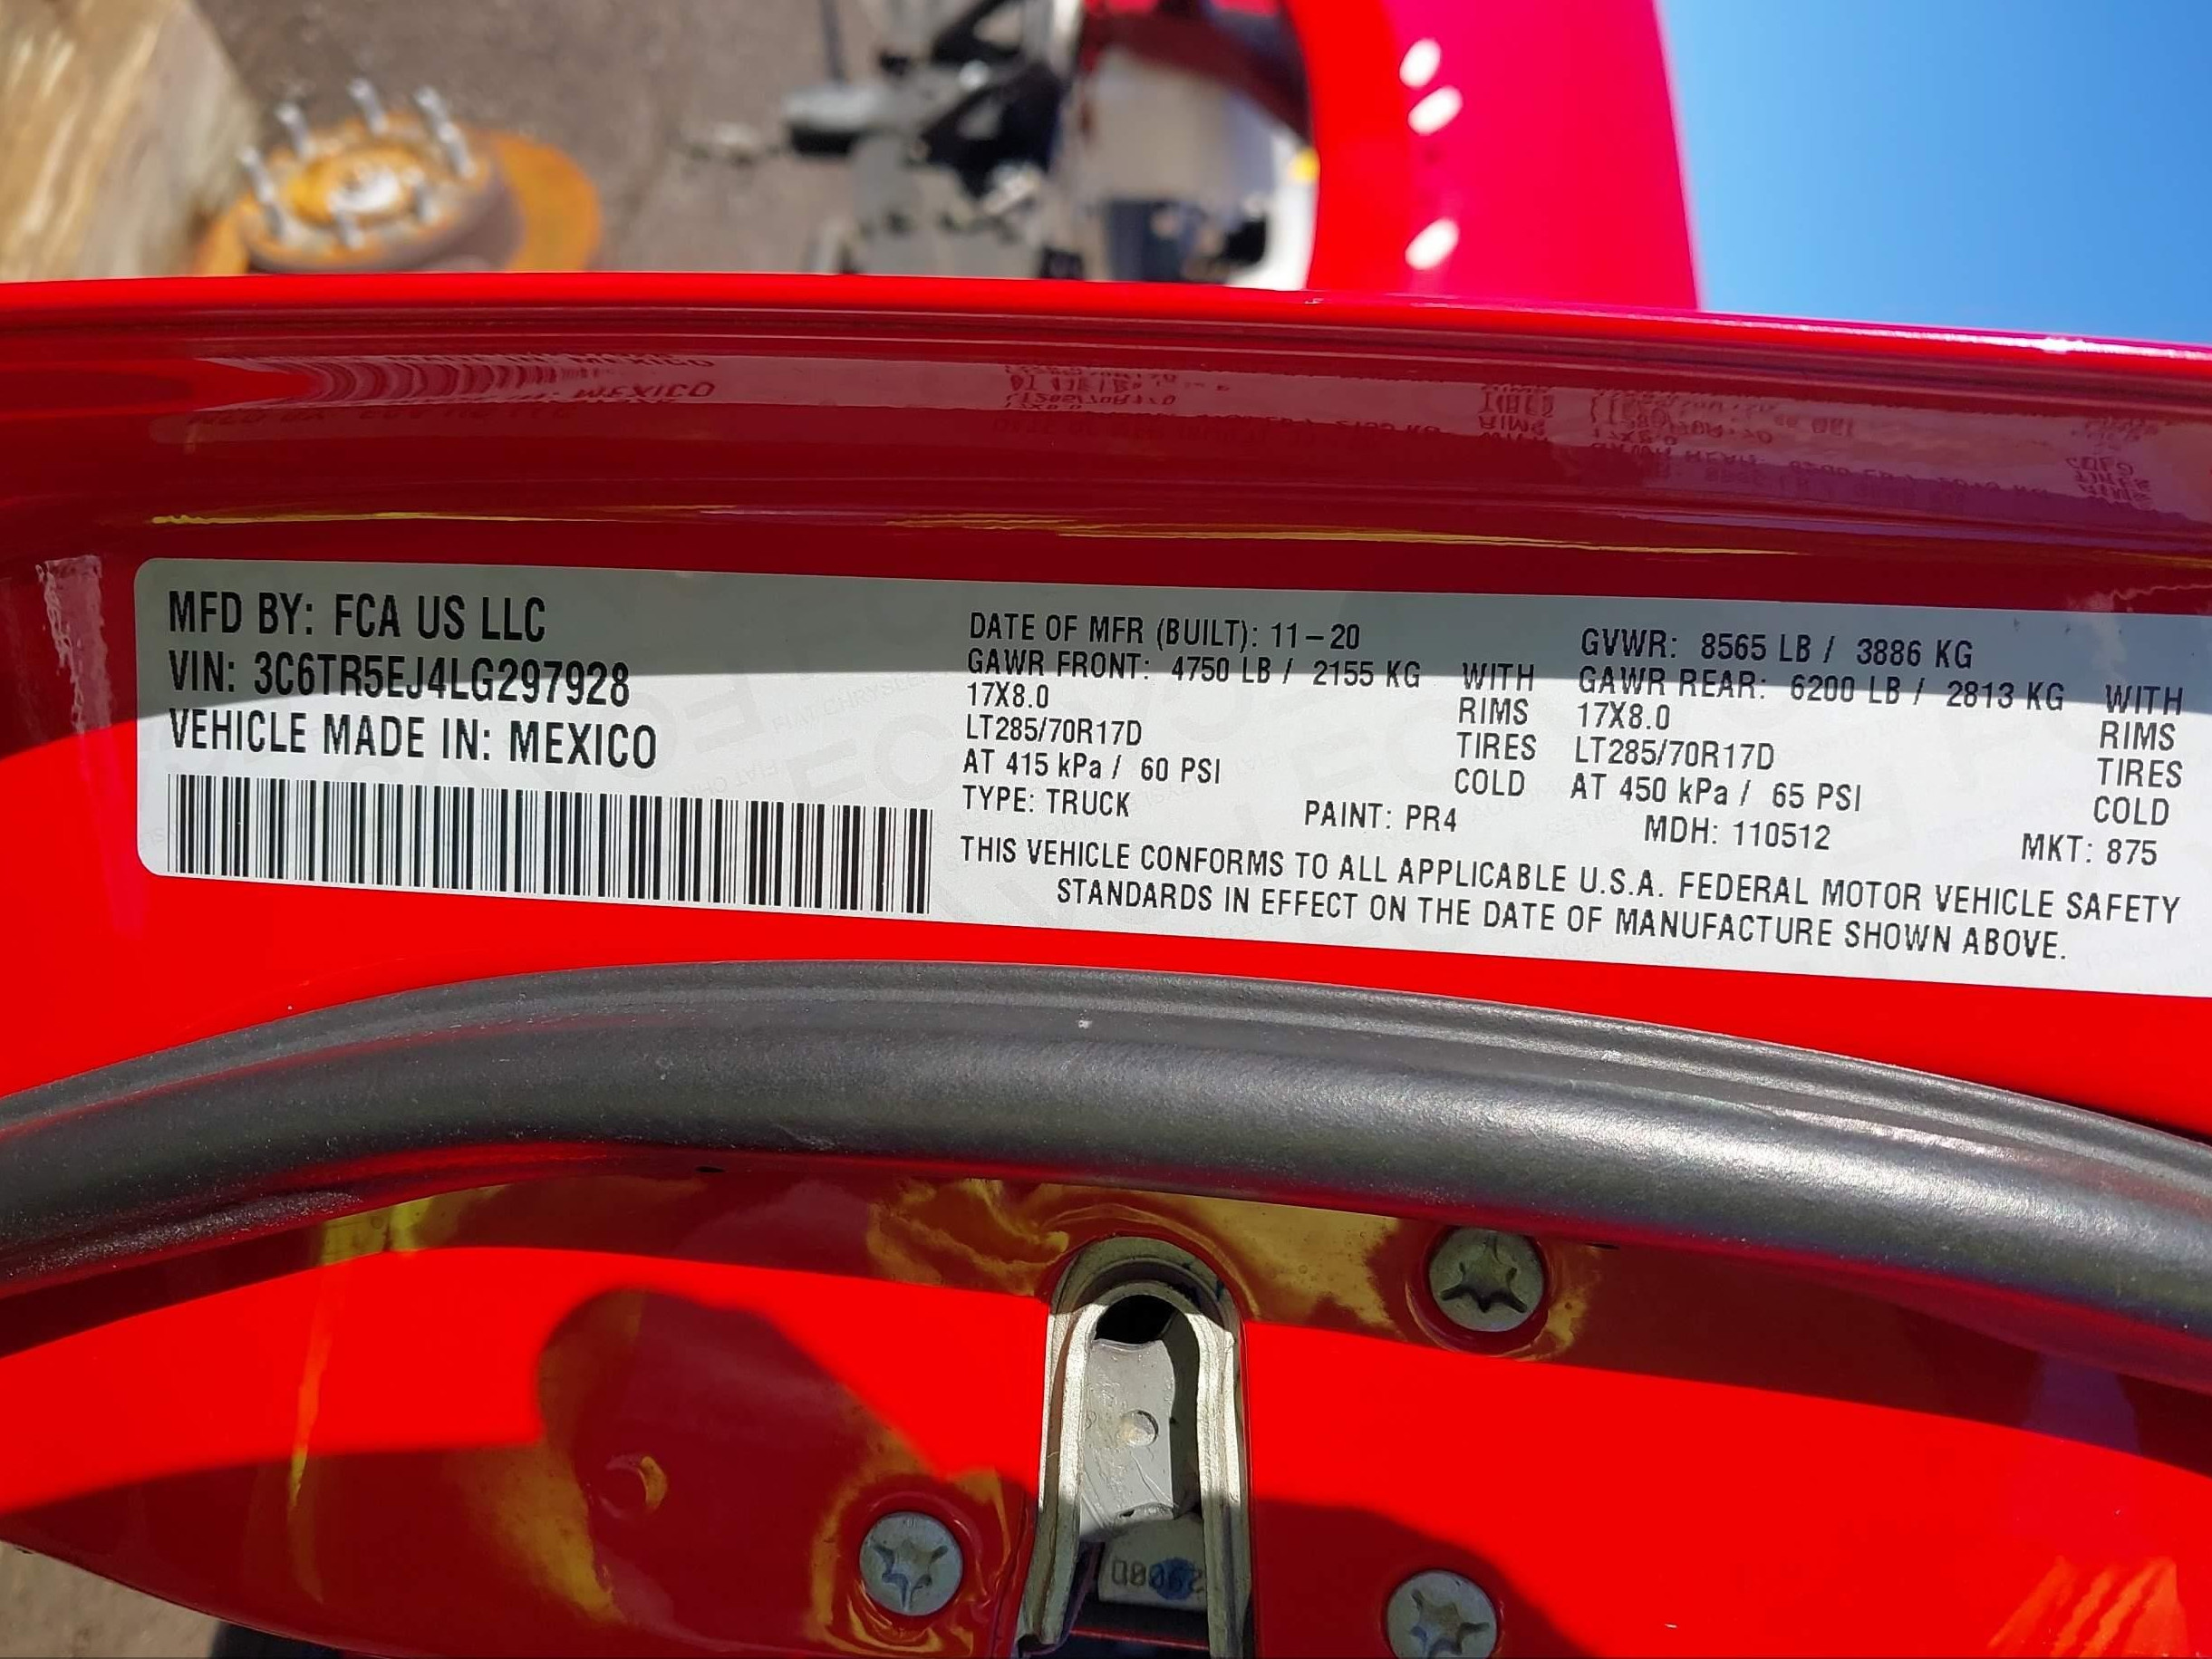 MFD BY: FCA US LLC
VIN: 3C6TR5EJ4LG297928
VEHICLE MADE IN: MEXICO
DATE OF MFR (BUILT): 11-20 GVWR: 8565 LB / 3886 KG
GAWR FRONT: 4750 LB / 2155 KG WITH GAWR REAR: 6200 LB / 2813 KG WITH
17X8.0 RIMS 17X8.0 RIMS
LT285/70R17D TIRES LT285/70R17D TIRES
AT 415 kPa / 60 PSI COLD AT 450 kPa / 65 PSI COLD
TYPE: TRUCK PAINT: PR4 MDH: 110512 MKT: 875
THIS VEHICLE CONFORMS TO ALL APPLICABLE U.S.A. FEDERAL MOTOR VEHICLE SAFETY
STANDARDS IN EFFECT ON THE DATE OF MANUFACTURE SHOWN ABOVE.